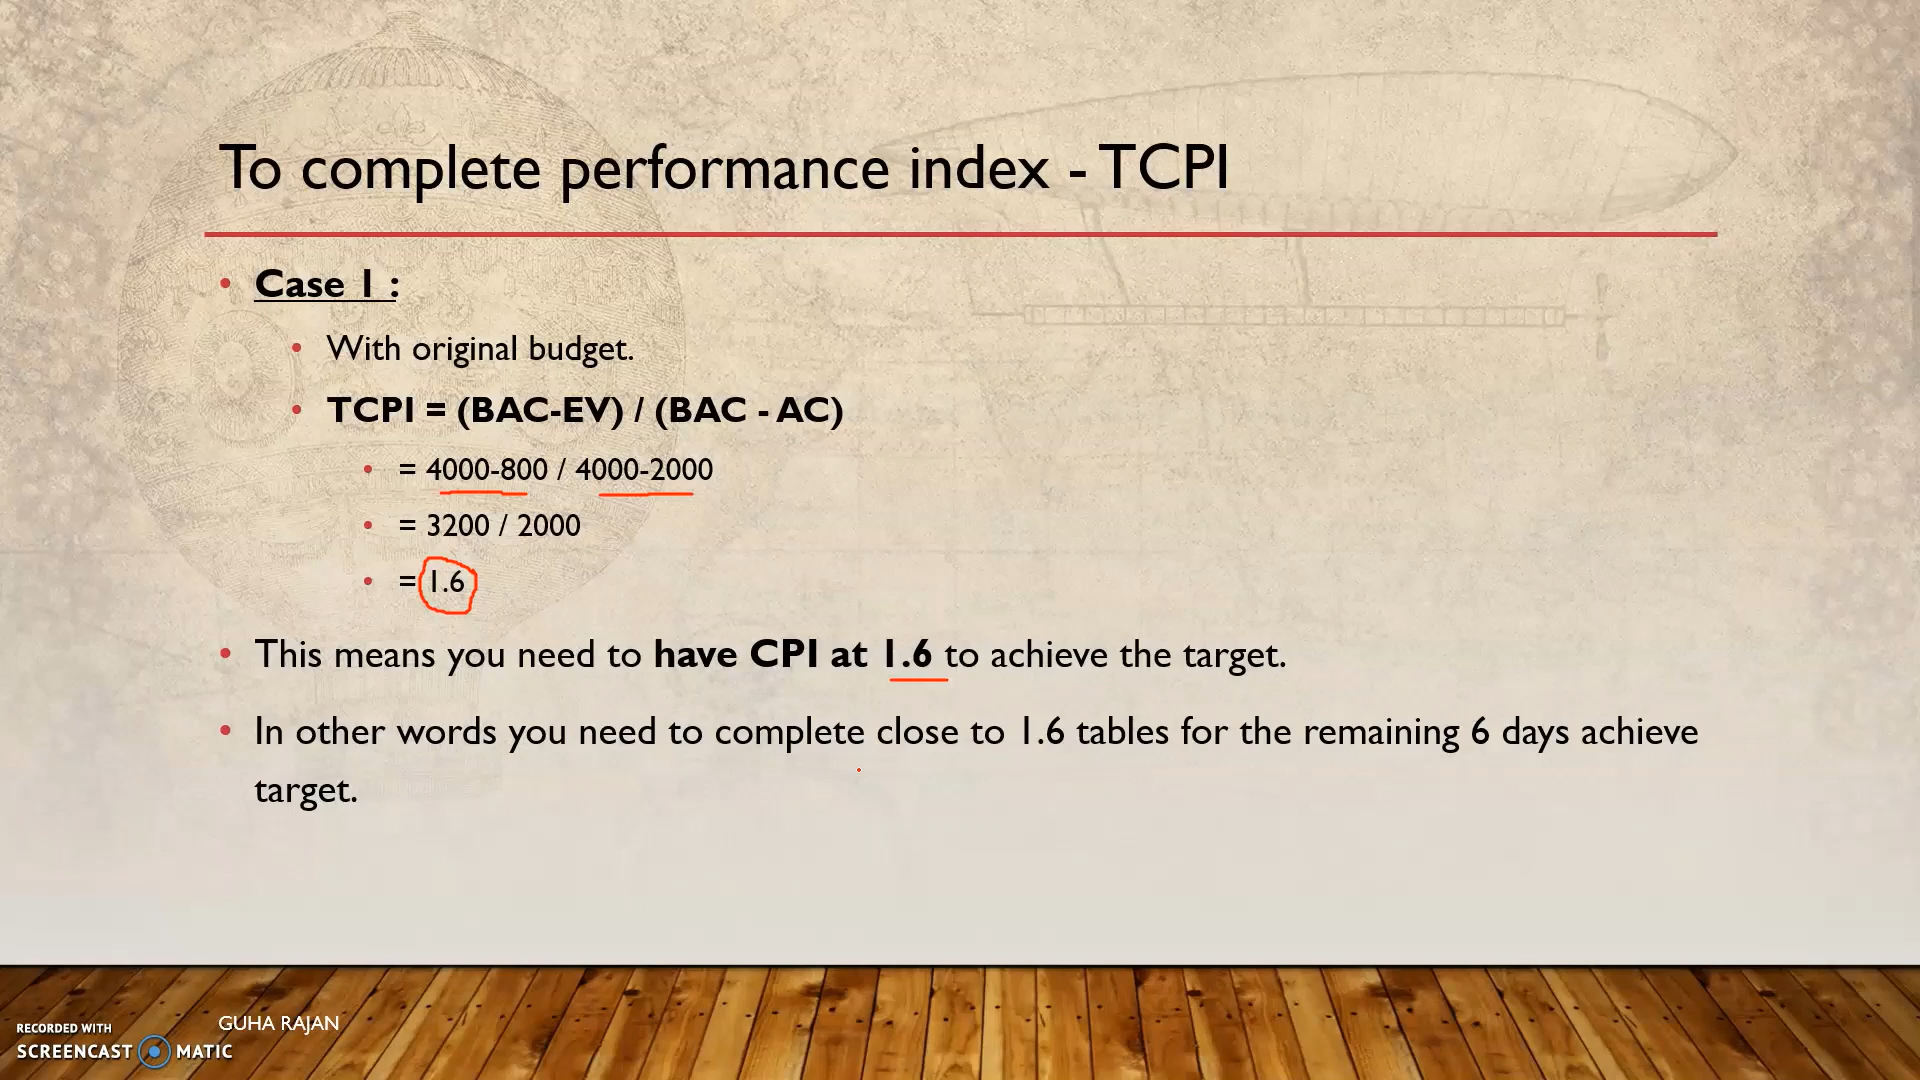 To complete performance index - TCPI
• Case 1 :
• With original budget.
• TCPI = (BAC-EV) / (BAC - AC)
• = 4000-800 / 4000-2000
• = 3200 / 2000
• = 1.6
• This means you need to have CPI at 1.6 to achieve the target.
• In other words you need to complete close to 1.6 tables for the remaining 6 days achieve
target.
GUHA RAJAN
RECORDED WITH
SCREENCAST MATIC